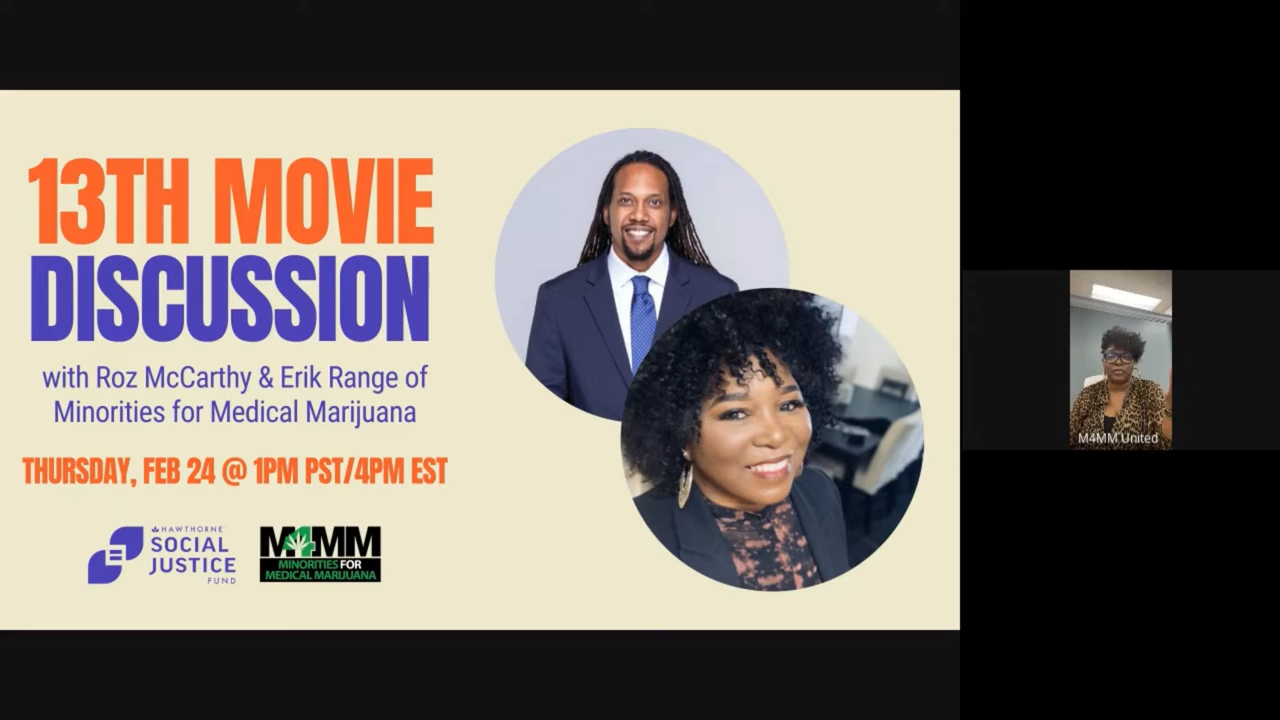 13TH MOVIE
DISCUSSION
with Roz McCarthy & Erik Range of
Minorities for Medical Marijuana
THURSDAY, FEB 24 @ 1PM PST/4PM EST
HAWTHORNE
SOCIAL
JUSTICE
FUND
M4MM
MINORITIES FOR
MEDICAL MARIJUANA
M4MM United